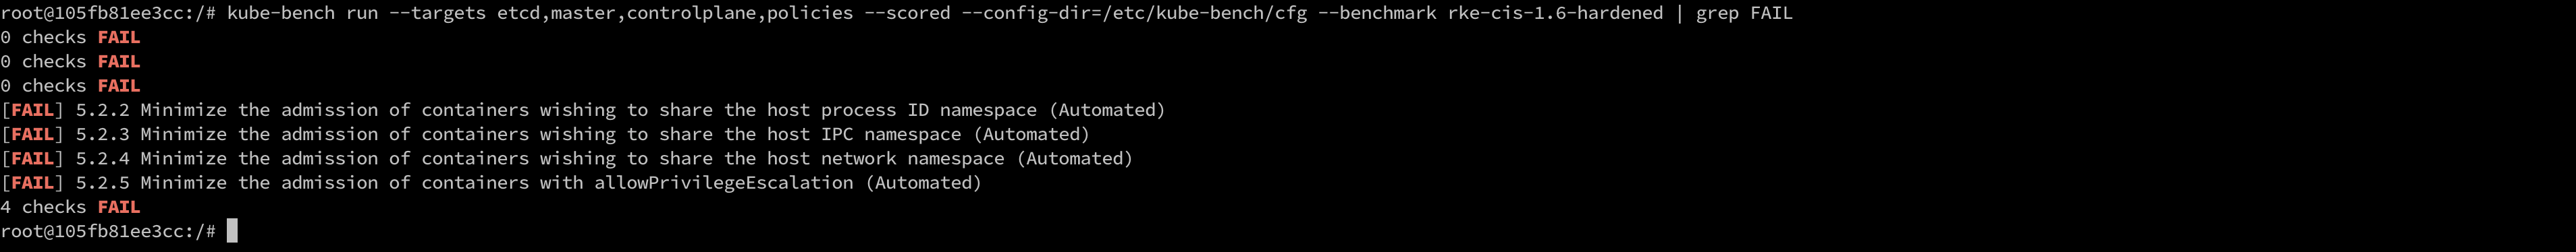 root@105fb81ee3cc:/# kube-bench run --targets etcd,master,controlplane,policies --scored --config-dir=/etc/kube-bench/cfg --benchmark rke-cis-1.6-hardened | grep FAIL
0 checks FAIL
0 checks FAIL
0 checks FAIL
[FAIL] 5.2.2 Minimize the admission of containers wishing to share the host process ID namespace (Automated)
[FAIL] 5.2.3 Minimize the admission of containers wishing to share the host IPC namespace (Automated)
[FAIL] 5.2.4 Minimize the admission of containers wishing to share the host network namespace (Automated)
[FAIL] 5.2.5 Minimize the admission of containers with allowPrivilegeEscalation (Automated)
4 checks FAIL
root@105fb81ee3cc:/#